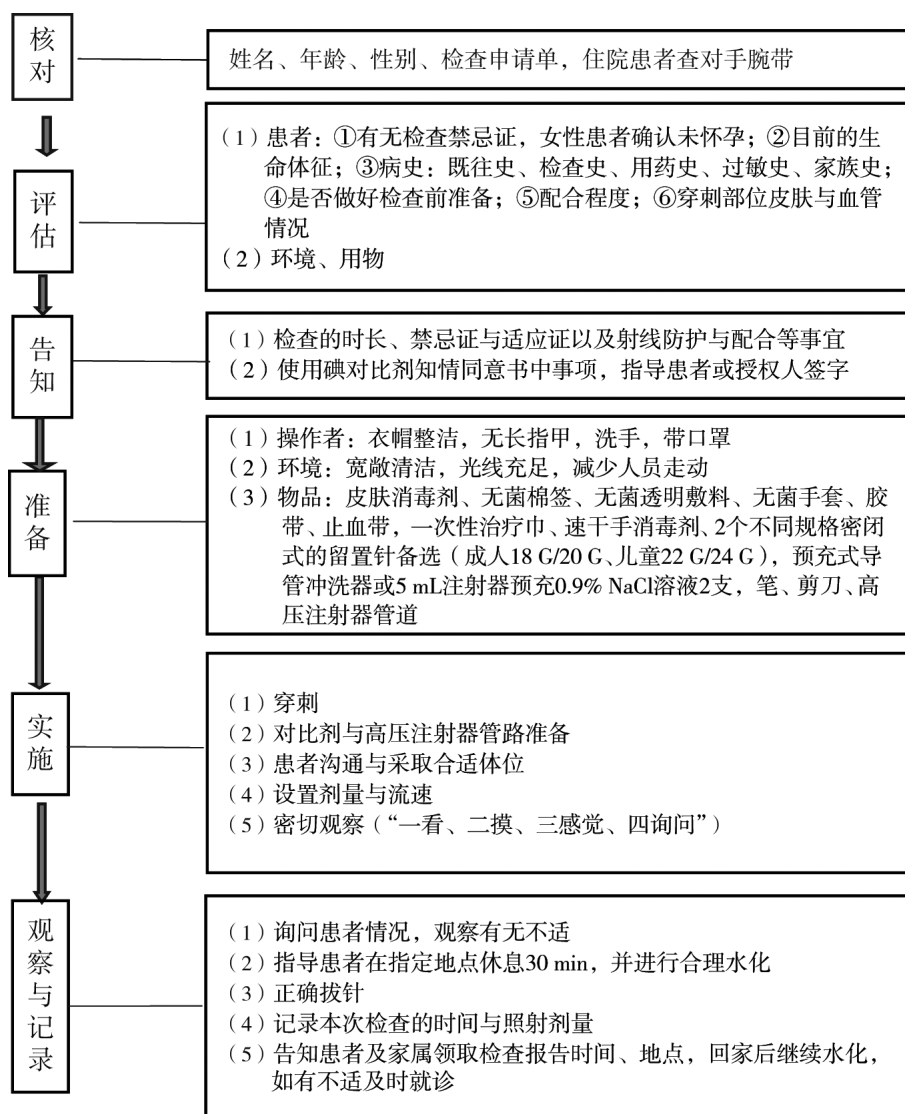 核对
姓名、年龄、性别、检查申请单，住院患者查对手腕带
评估
（1）患者：①有无检查禁忌证，女性患者确认未怀孕；②目前的生
命体征；③病史：既往史、检查史、用药史、过敏史、家族史；
④是否做好检查前准备；⑤配合程度；⑥穿刺部位皮肤与血管
情况
（2）环境、用物
告知
（1）检查的时长、禁忌证与适应证以及射线防护与配合等事宜
（2）使用碘对比剂知情同意书中事项，指导患者或授权人签字
准备
（1）操作者：衣帽整洁，无长指甲，洗手，带口罩
（2）环境：宽敞清洁，光线充足，减少人员走动
（3）物品：皮肤消毒剂、无菌棉签、无菌透明敷料、无菌手套、胶
带、止血带，一次性治疗巾、速干手消毒剂、2个不同规格密闭
式的留置针备选（成人18 G/20 G、儿童22 G/24 G），预充式导
管冲洗器或5 mL注射器预充0.9% NaCl溶液2支，笔、剪刀、高
压注射器管道
实施
（1）穿刺
（2）对比剂与高压注射器管路准备
（3）患者沟通与采取合适体位
（4）设置剂量与流速
（5）密切观察（“一看、二摸、三感觉、四询问”）
观察与记录
（1）询问患者情况，观察有无不适
（2）指导患者在指定地点休息30 min，并进行合理水化
（3）正确拔针
（4）记录本次检查的时间与照射剂量
（5）告知患者及家属领取检查报告时间、地点，回家后继续水化，
如有不适及时就诊